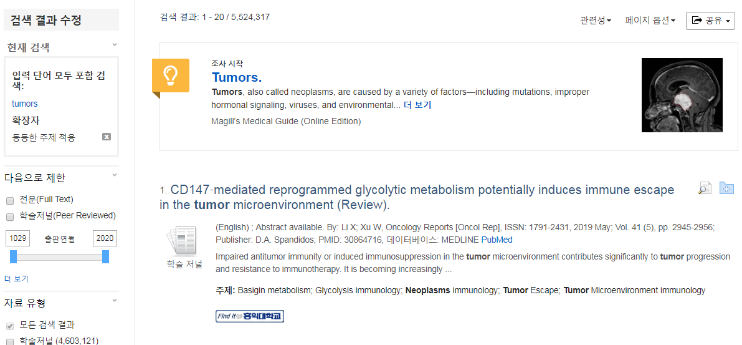 검색 결과 수정
현재 검색
입력 단어 모두 포함 검
색:
tumors
확장자
동등한 주제 적용
다음으로 제한
전문(Full Text)
학술저널(Peer Reviewed)
1029 출판연월 2020
더 보기
자료 유형
모든 검색 결과
학술저널 (4,603,121)
검색 결과: 1 - 20 / 5,524,317
관련성 페이지 옵션 공유
조사 시작
Tumors.
Tumors, also called neoplasms, are caused by a variety of factors—including mutations, improper
hormonal signaling, viruses, and environmental... 더 보기
Magill's Medical Guide (Online Edition)
1. CD147-mediated reprogrammed glycolytic metabolism potentially induces immune escape
in the tumor microenvironment (Review).
학술 저널
(English) ; Abstract available. By: Li X; Xu W, Oncology Reports [Oncol Rep], ISSN: 1791-2431, 2019 May; Vol. 41 (5), pp. 2945-2956;
Publisher: D.A. Spandidos; PMID: 30864716, 데이터베이스: MEDLINE PubMed
Impaired antitumor immunity or induced immunosuppression in the tumor microenvironment contributes significantly to tumor progression
and resistance to immunotherapy. It is becoming increasingly ...
주제: Basigin metabolism; Glycolysis immunology; Neoplasms immunology; Tumor Escape; Tumor Microenvironment immunology
Find it@ 홍익대학교